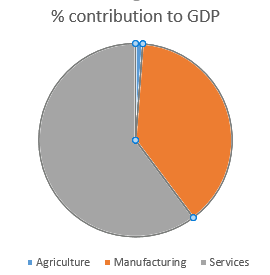 % contribution to GDP
Agriculture Manufacturing Services